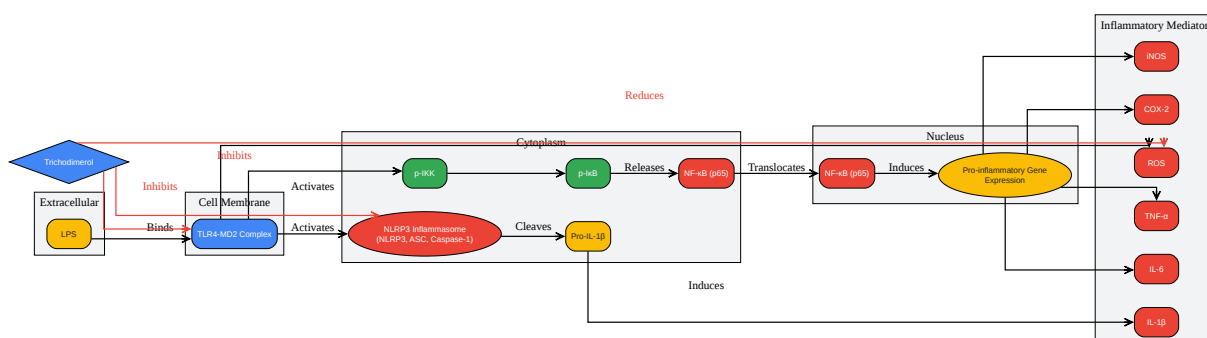 Inflammatory Mediator
iNOS
Reduces
COX-2
Nucleus
Cytoplasm
Inhibits
Trichodimerol
ROS
p-IKK
p-IκB
Releases
NF-κB (p65)
Translocates
NF-κB (p65)
Induces
Pro-inflammatory Gene
Expression
Inhibits
Activates
Extracellular
Cell Membrane
TNF-α
LPS
Binds
TLR4-MD2 Complex
Activates
NLRP3 Inflammasome
(NLRP3, ASC, Caspase-1)
Cleaves
Pro-IL-1β
IL-6
Induces
IL-1β